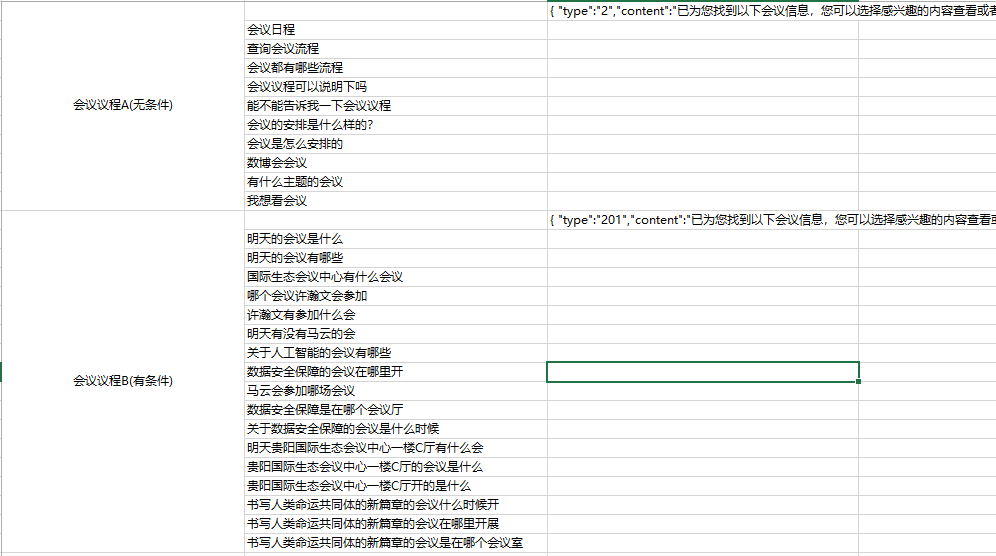 { "type":"2","content":"已为您找到以下会议信息，您可以选择感兴趣的内容查看或者
会议议程A(无条件)
会议日程
查询会议流程
会议都有哪些流程
会议议程可以说明下吗
能不能告诉我一下会议议程
会议的安排是什么样的？
会议是怎么安排的
数博会会议
有什么主题的会议
我想看会议
{ "type":"201","content":"已为您找到以下会议信息，您可以选择感兴趣的内容查看或
会议议程B(有条件)
明天的会议是什么
明天的会议有哪些
国际生态会议中心有什么会议
哪个会议许瀚文会参加
许瀚文有参加什么会
明天有没有马云的会
关于人工智能的会议有哪些
数据安全保障的会议在哪里开
马云会参加哪场会议
数据安全保障是在哪个会议厅
关于数据安全保障的会议是什么时候
明天贵阳国际生态会议中心一楼C厅有什么会
贵阳国际生态会议中心一楼C厅的会议是什么
贵阳国际生态会议中心一楼C厅开的是什么
书写人类命运共同体的新篇章的会议什么时候开
书写人类命运共同体的新篇章的会议在哪里开展
书写人类命运共同体的新篇章的会议是在哪个会议室